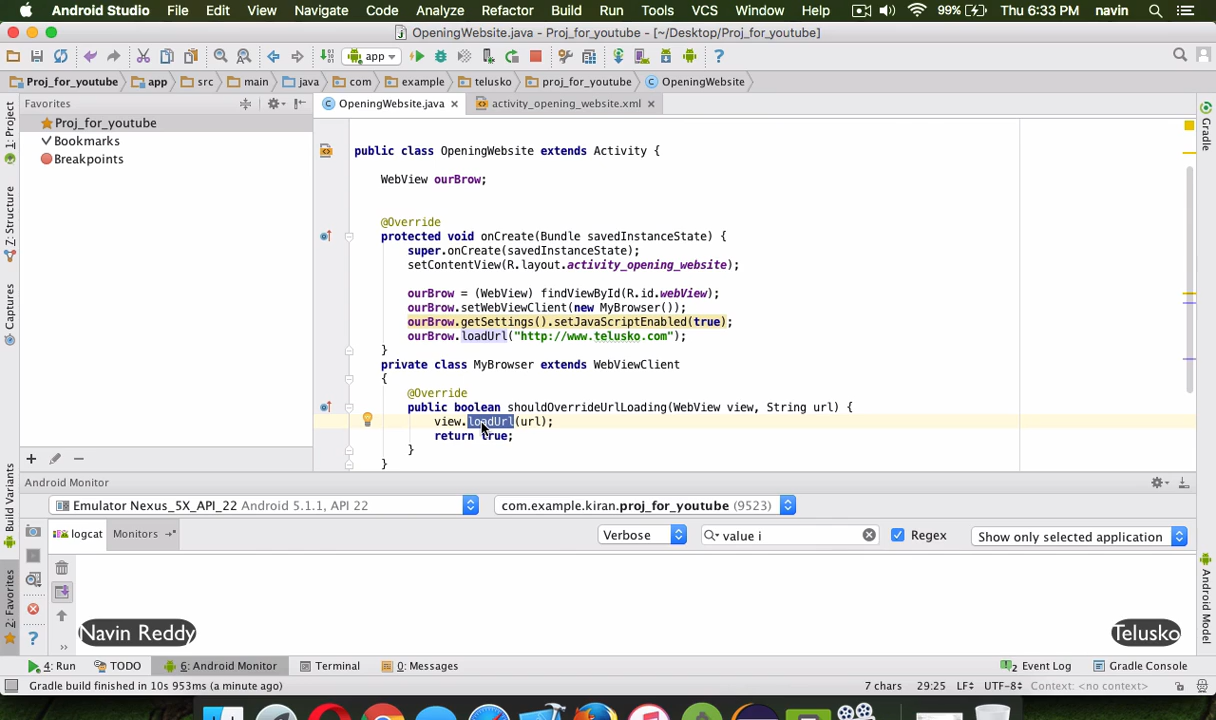 Android Studio File Edit View Navigate Code Analyze Refactor Build Run Tools VCS Window Help 99% Thu 6:33 PM navin
OpeningWebsite.java - Proj_for_youtube - [~/Desktop/Proj_for_youtube]
app
Proj_for_youtube app src main java com example telusko proj_for_youtube OpeningWebsite
Favorites
OpeningWebsite.java activity_opening_website.xml
Proj_for_youtube
Bookmarks
Breakpoints
1: Project
7: Structure
Captures
Build Variants
2: Favorites
Gradle
Android Model
public class OpeningWebsite extends Activity {
WebView ourBrow;
@Override
protected void onCreate(Bundle savedInstanceState) {
super.onCreate(savedInstanceState);
setContentView(R.layout.activity_opening_website);
ourBrow = (WebView) findViewById(R.id.webView);
ourBrow.setWebViewClient(new MyBrowser());
ourBrow.getSettings().setJavaScriptEnabled(true);
ourBrow.loadUrl("http://www.telusko.com");
}
private class MyBrowser extends WebViewClient
{
@Override
public boolean shouldOverrideUrlLoading(WebView view, String url) {
view.loadUrl(url);
return true;
}
}
Android Monitor
Emulator Nexus_5X_API_22 Android 5.1.1, API 22 com.example.kiran.proj_for_youtube (9523)
logcat Monitors Verbose value i Regex Show only selected application
Navin Reddy
Telusko
4: Run TODO 6: Android Monitor Terminal 0: Messages 2 Event Log Gradle Console
Gradle build finished in 10s 953ms (a minute ago) 7 chars 29:25 LF UTF-8 Context: <no context>